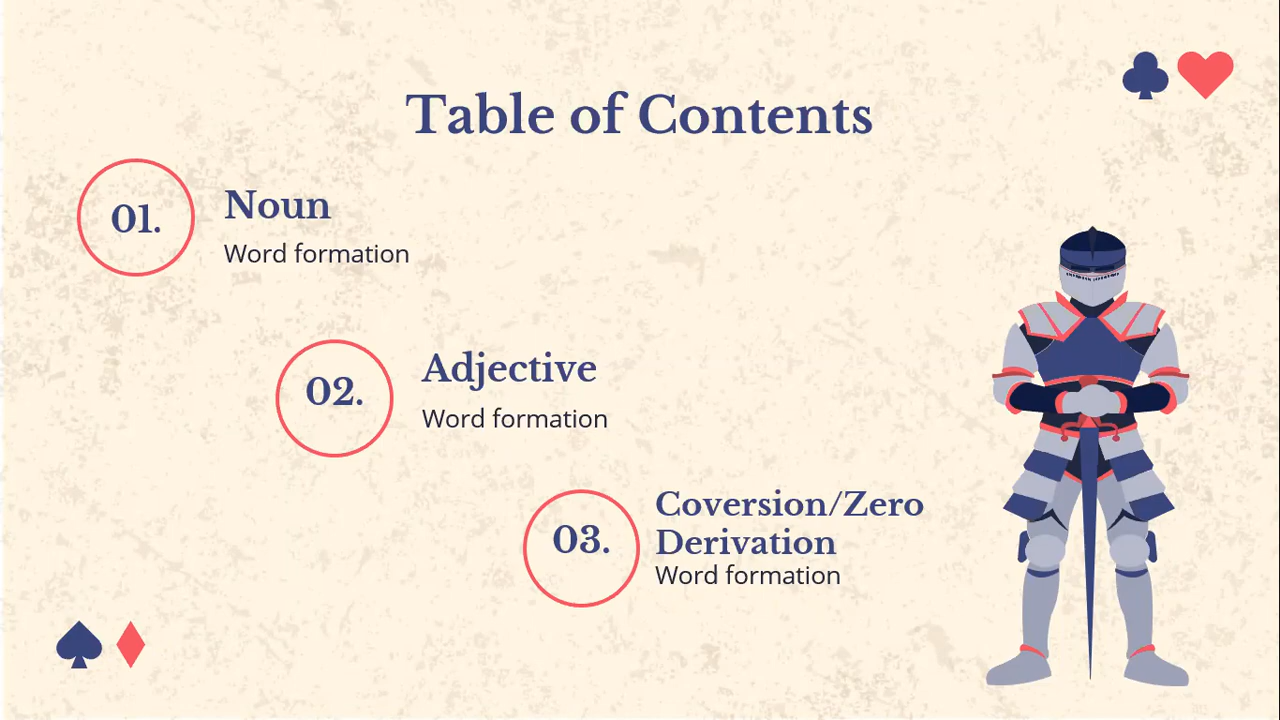 Table of Contents
01.
Noun
Word formation
02.
Adjective
Word formation
03.
Coversion/Zero
Derivation
Word formation